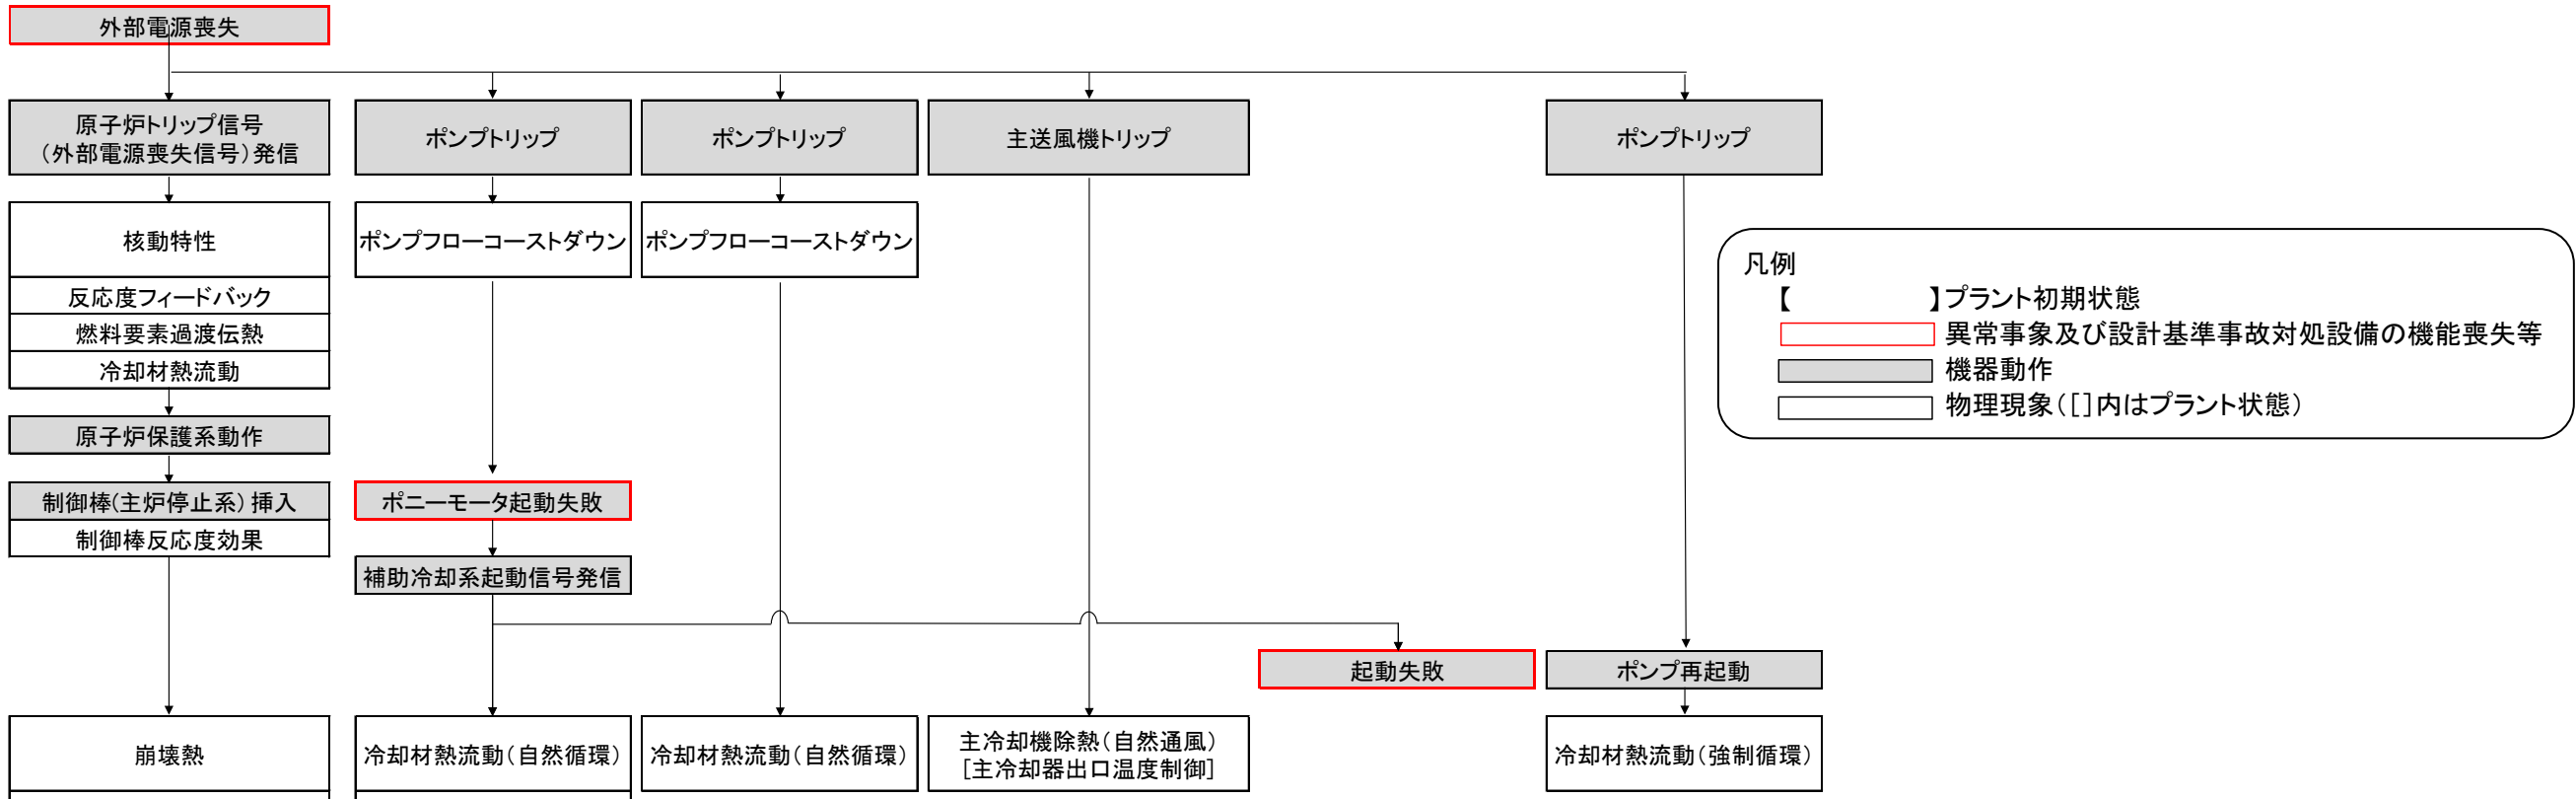 外部電源喪失
原子炉トリップ信号
（外部電源喪失信号）発信
ポンプトリップ
ポンプトリップ
主送風機トリップ
ポンプトリップ
核動特性
ポンプフローコーストダウン
ポンプフローコーストダウン
反応度フィードバック
燃料要素過渡伝熱
冷却材熱流動
凡例
【　　　　　】プラント初期状態
異常事象及び設計基準事故対処設備の機能喪失等
機器動作
物理現象（[ ]内はプラント状態）
原子炉保護系動作
制御棒(主炉停止系) 挿入
制御棒反応度効果
ポニーモータ起動失敗
補助冷却系起動信号発信
起動失敗
ポンプ再起動
崩壊熱
冷却材熱流動（自然循環）
冷却材熱流動（自然循環）
主冷却機除熱（自然通風）
[主冷却器出口温度制御]
冷却材熱流動（強制循環）